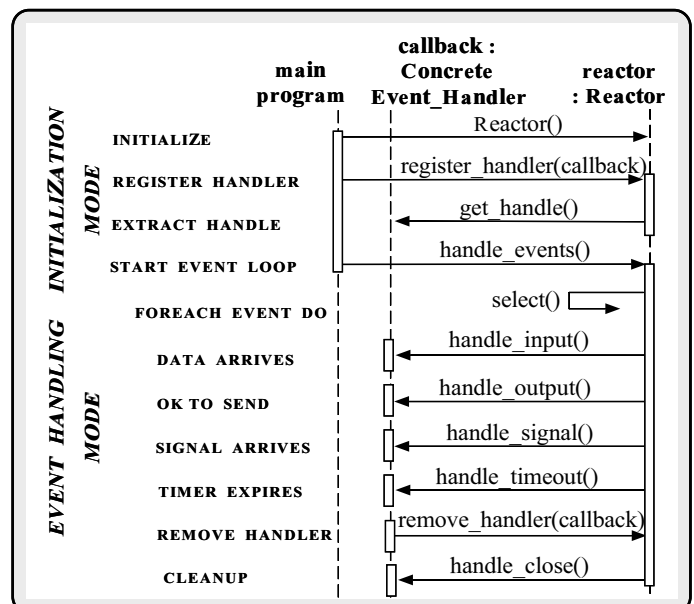 callback :
main Concrete reactor
program Event_Handler : Reactor
INITIALIZATION
MODE
INITIALIZE Reactor()
REGISTER HANDLER register_handler(callback)
EXTRACT HANDLE get_handle()
START EVENT LOOP handle_events()
EVENT HANDLING
MODE
FOREACH EVENT DO select()
DATA ARRIVES handle_input()
OK TO SEND handle_output()
SIGNAL ARRIVES handle_signal()
TIMER EXPIRES handle_timeout()
REMOVE HANDLER remove_handler(callback)
CLEANUP handle_close()